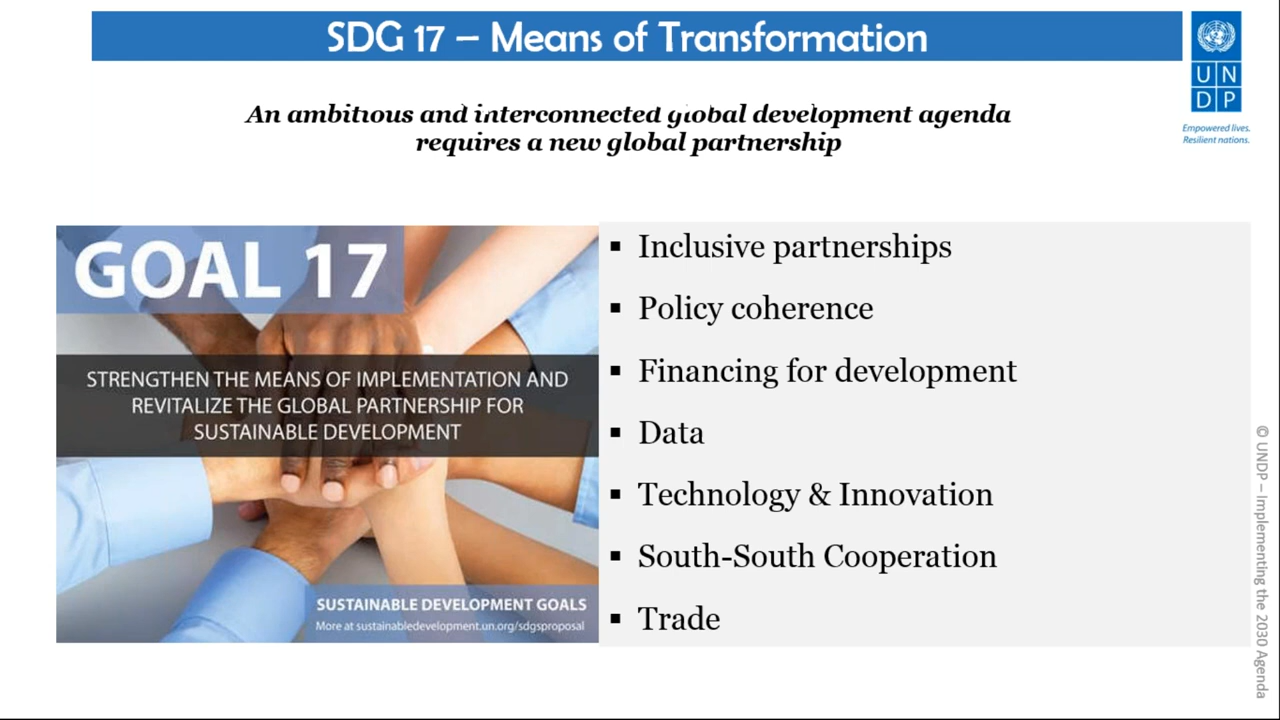 SDG 17 – Means of Transformation
UN
DP
Empowered lives.
Resilient nations.
An ambitious and interconnected global development agenda
requires a new global partnership
GOAL 17
STRENGTHEN THE MEANS OF IMPLEMENTATION AND
REVITALIZE THE GLOBAL PARTNERSHIP FOR
SUSTAINABLE DEVELOPMENT
SUSTAINABLE DEVELOPMENT GOALS
More at sustainabledevelopment.un.org/sdgsproposal
▪ Inclusive partnerships
▪ Policy coherence
▪ Financing for development
▪ Data
▪ Technology & Innovation
▪ South-South Cooperation
▪ Trade
© UNDP – Implementing the 2030 Agenda